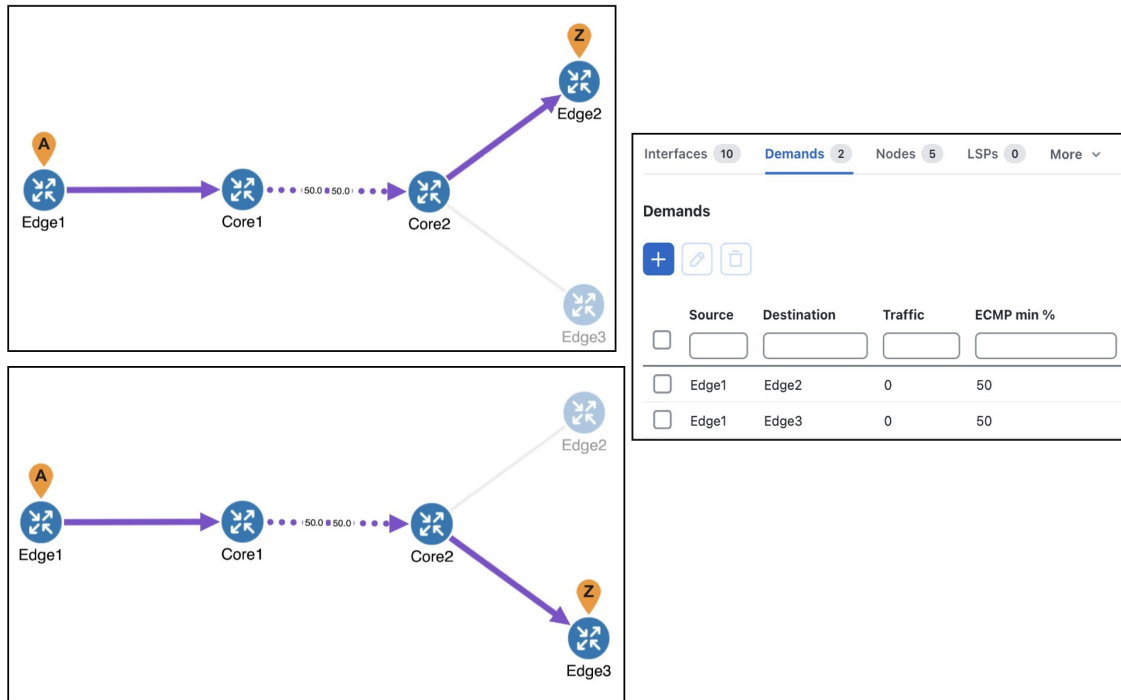 Z
Edge2
A
Edge1
Core1
50.0 50.0
Core2
Edge3
Edge2
A
Edge1
Core1
50.0 50.0
Core2
Z
Edge3
Interfaces 10 Demands 2 Nodes 5 LSPs 0 More
Demands
Source Destination Traffic ECMP min %
Edge1 Edge2 0 50
Edge1 Edge3 0 50